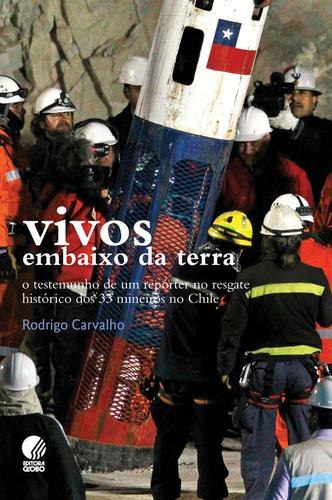 vivos
embaixo da terra
o testemunho de um repórter no resgate
histórico dos 33 mineiros no Chile
Rodrigo Carvalho
EDITORA
GLOBO